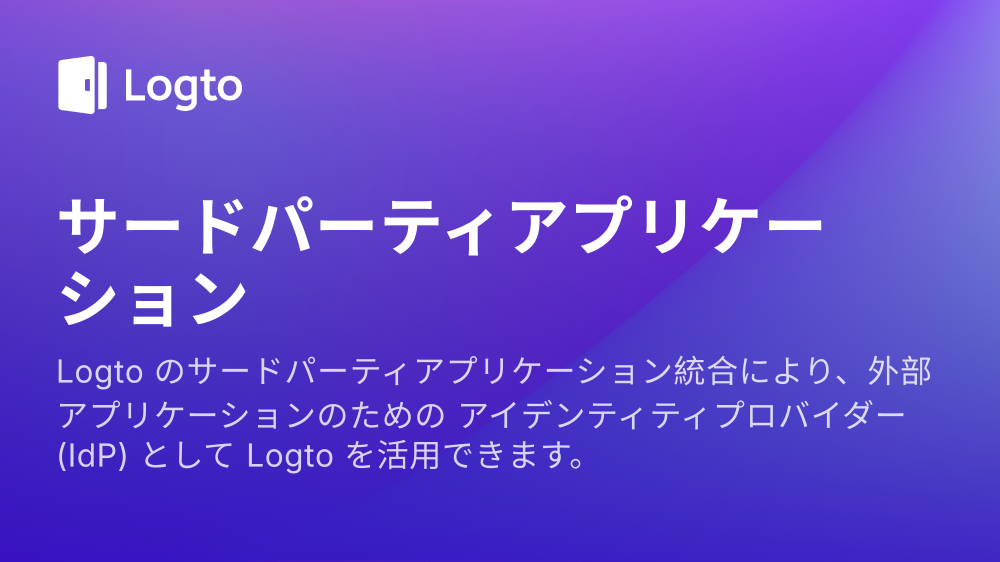 Logto
サードパーティアプリケー
ション
Logto のサードパーティアプリケーション統合により、外部
アプリケーションのための アイデンティティプロバイダー
(IdP) として Logto を活用できます。